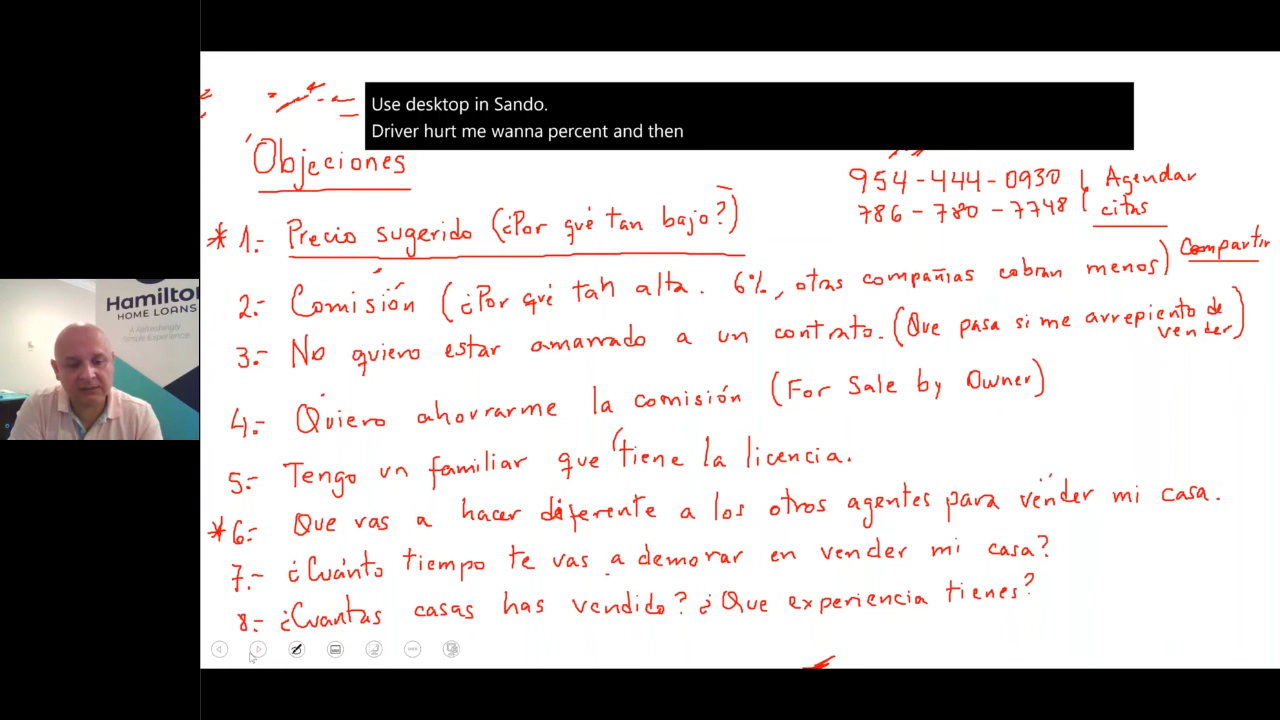 Use desktop in Sando.
Driver hurt me wanna percent and then
Objeciones
954-444-0930 Agendar
786-780-7748 citas
* 1.- Precio sugerido (¿Por qué tan bajo?)
Compartir
2.- Comisión (¿Por qué tan alta. 6%, otras compañias cobran menos)
3.- No quiero estar amarrado a un contrato. (Que pasa si me arrepiento de vender)
4.- Quiero ahorrarme la comisión (For Sale by Owner)
5.- Tengo un familiar que tiene la licencia.
* 6.- Que vas a hacer diferente a los otros agentes para vender mi casa.
7.- ¿Cuánto tiempo te vas a demorar en vender mi casa?
8.- ¿Cuantas casas has vendido? ¿Que experiencia tienes?
Hamilton
HOME LOANS